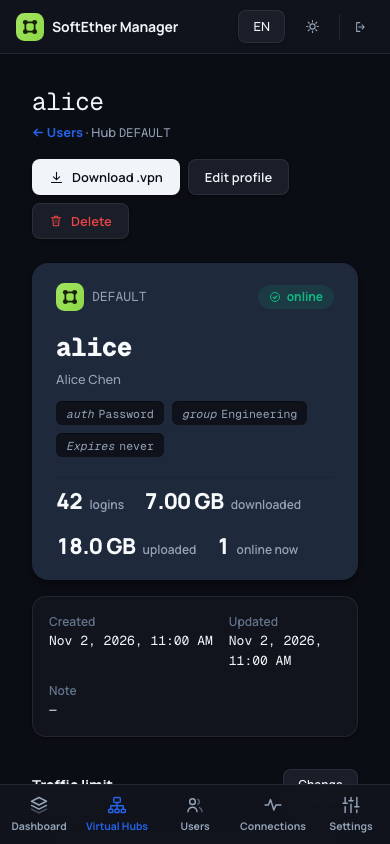 SoftEther Manager
EN
alice
← Users · Hub DEFAULT
Download .vpn
Edit profile
Delete
DEFAULT
online
alice
Alice Chen
auth Password
group Engineering
Expires never
42 logins
7.00 GB downloaded
18.0 GB uploaded
1 online now
Created
Nov 2, 2026, 11:00 AM
Updated
Nov 2, 2026,
11:00 AM
Note
—
Traffic limit
Change
Dashboard
Virtual Hubs
Users
Connections
Settings